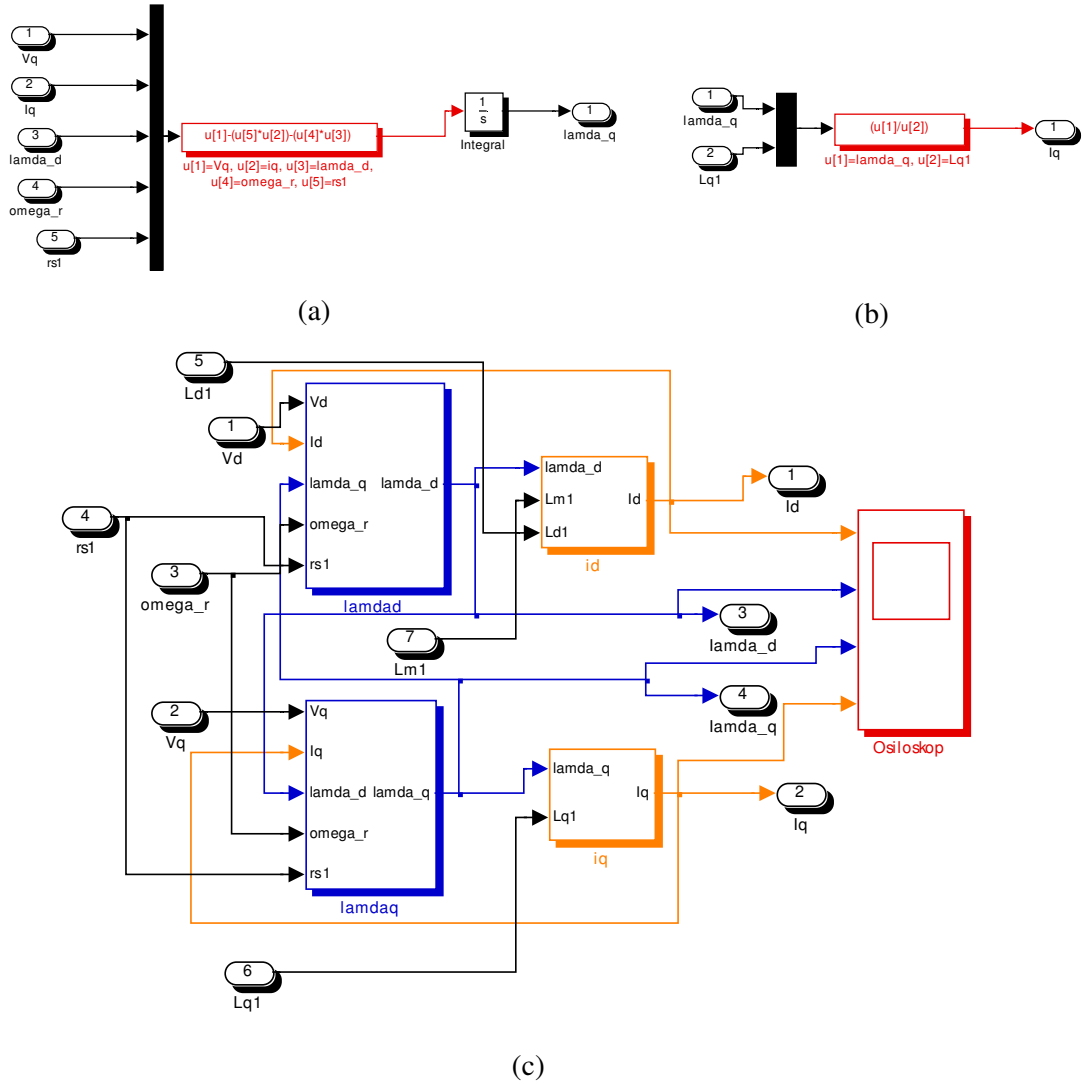 1
Vq
2
Iq
3
lamda_d
4
omega_r
5
rs1
u[1]-(u[5]*u[2])-(u[4]*u[3])
u[1]=Vq, u[2]=iq, u[3]=lamda_d,
u[4]=omega_r, u[5]=rs1
1
s
Integral
1
lamda_q
(a)
1
lamda_q
2
Lq1
(u[1]/u[2])
u[1]=lamda_q, u[2]=Lq1
1
Iq
(b)
5
Ld1
1
Vd
4
rs1
3
omega_r
Vd
Id
lamda_q
lamda_d
omega_r
rs1
lamdad
lamda_d
Lm1
Id
Ld1
id
1
Id
7
Lm1
3
lamda_d
4
lamda_q
Osiloskop
2
Vq
Vq
Iq
lamda_d
lamda_q
omega_r
rs1
lamdaq
lamda_q
Iq
Lq1
iq
2
Iq
6
Lq1
(c)